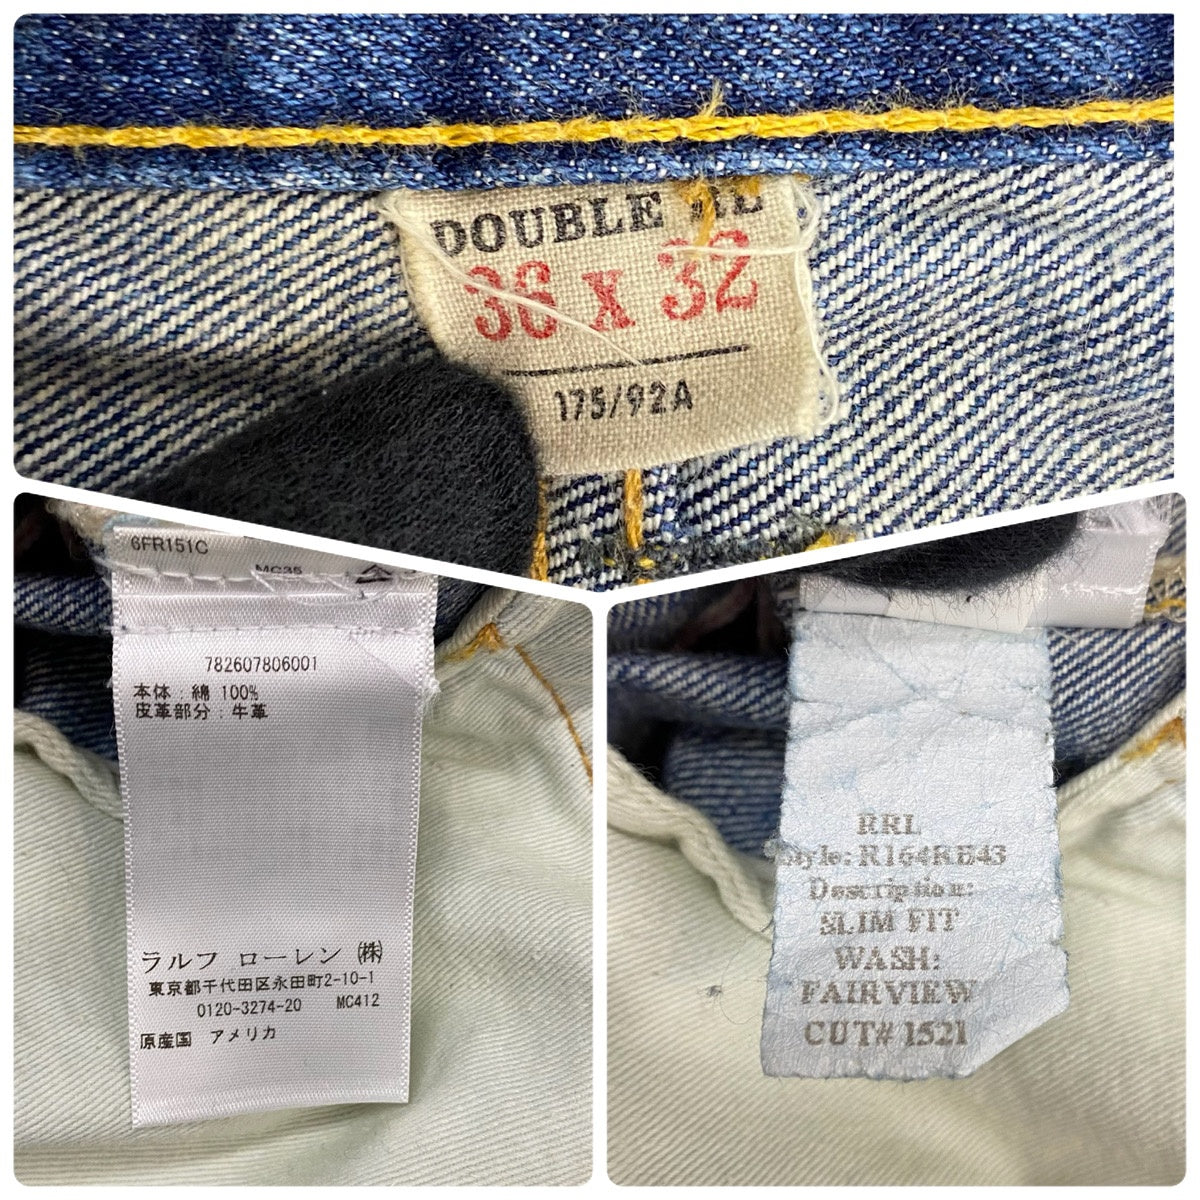 DOUBLE RL
36 X 32
175/92A
6FR151C
MC35
782607806001
本体：綿 100%
皮革部分：牛革
ラルフ ローレン ㈱
東京都千代田区永田町2-10-1
0120-3274-20 MC412
原産国 アメリカ
RRL
Style: R164RE43
Description:
SLIM FIT
WASH:
FAIRVIEW
CUT# 1521